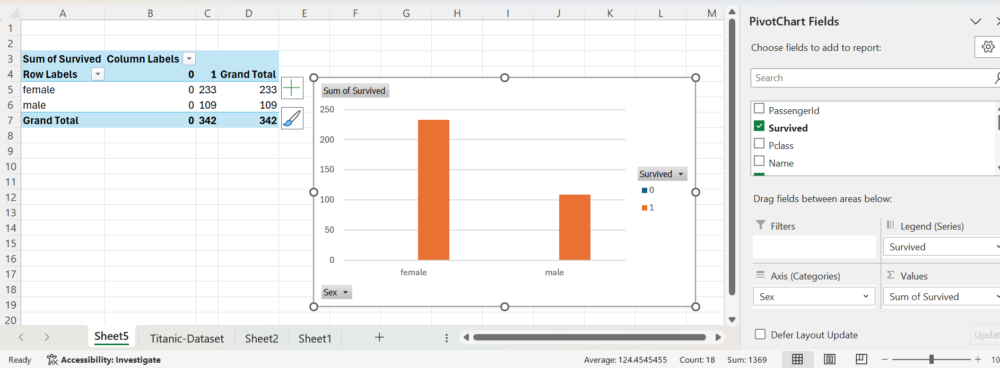 A B C D E F G H I J K L M
1
2
3 Sum of Survived Column Labels
4 Row Labels 0 1 Grand Total
5 female 0 233 233
6 male 0 109 109
7 Grand Total 0 342 342
8
9
10
11
12
13
14
15
16
17
18
19
20
Sum of Survived
250
200
150
100
50
0
female male
Survived
0
1
Sex
PivotChart Fields
Choose fields to add to report:
Search
PassengerId
Survived
Pclass
Name
Drag fields between areas below:
Filters
Legend (Series)
Survived
Axis (Categories)
Sex
Values
Sum of Survived
Defer Layout Update
Updat
Sheet5 Titanic-Dataset Sheet2 Sheet1
Ready Accessibility: Investigate Average: 124.4545455 Count: 18 Sum: 1369 10